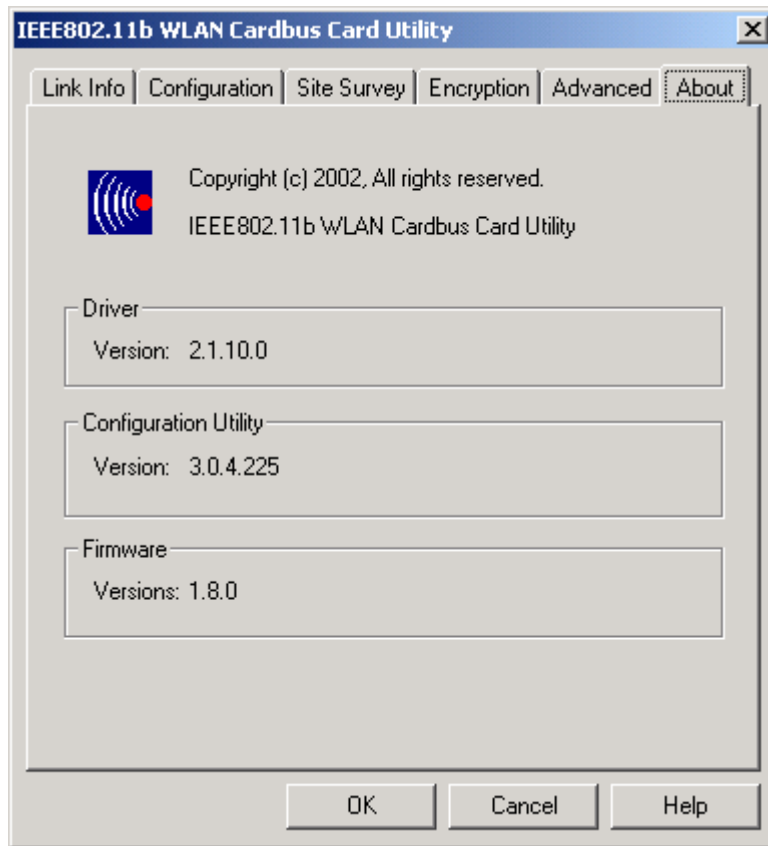 IEEE802.11b WLAN Cardbus Card Utility
Link Info Configuration Site Survey Encryption Advanced About
Copyright (c) 2002, All rights reserved.
IEEE802.11b WLAN Cardbus Card Utility
Driver
Version: 2.1.10.0
Configuration Utility
Version: 3.0.4.225
Firmware
Versions: 1.8.0
OK Cancel Help